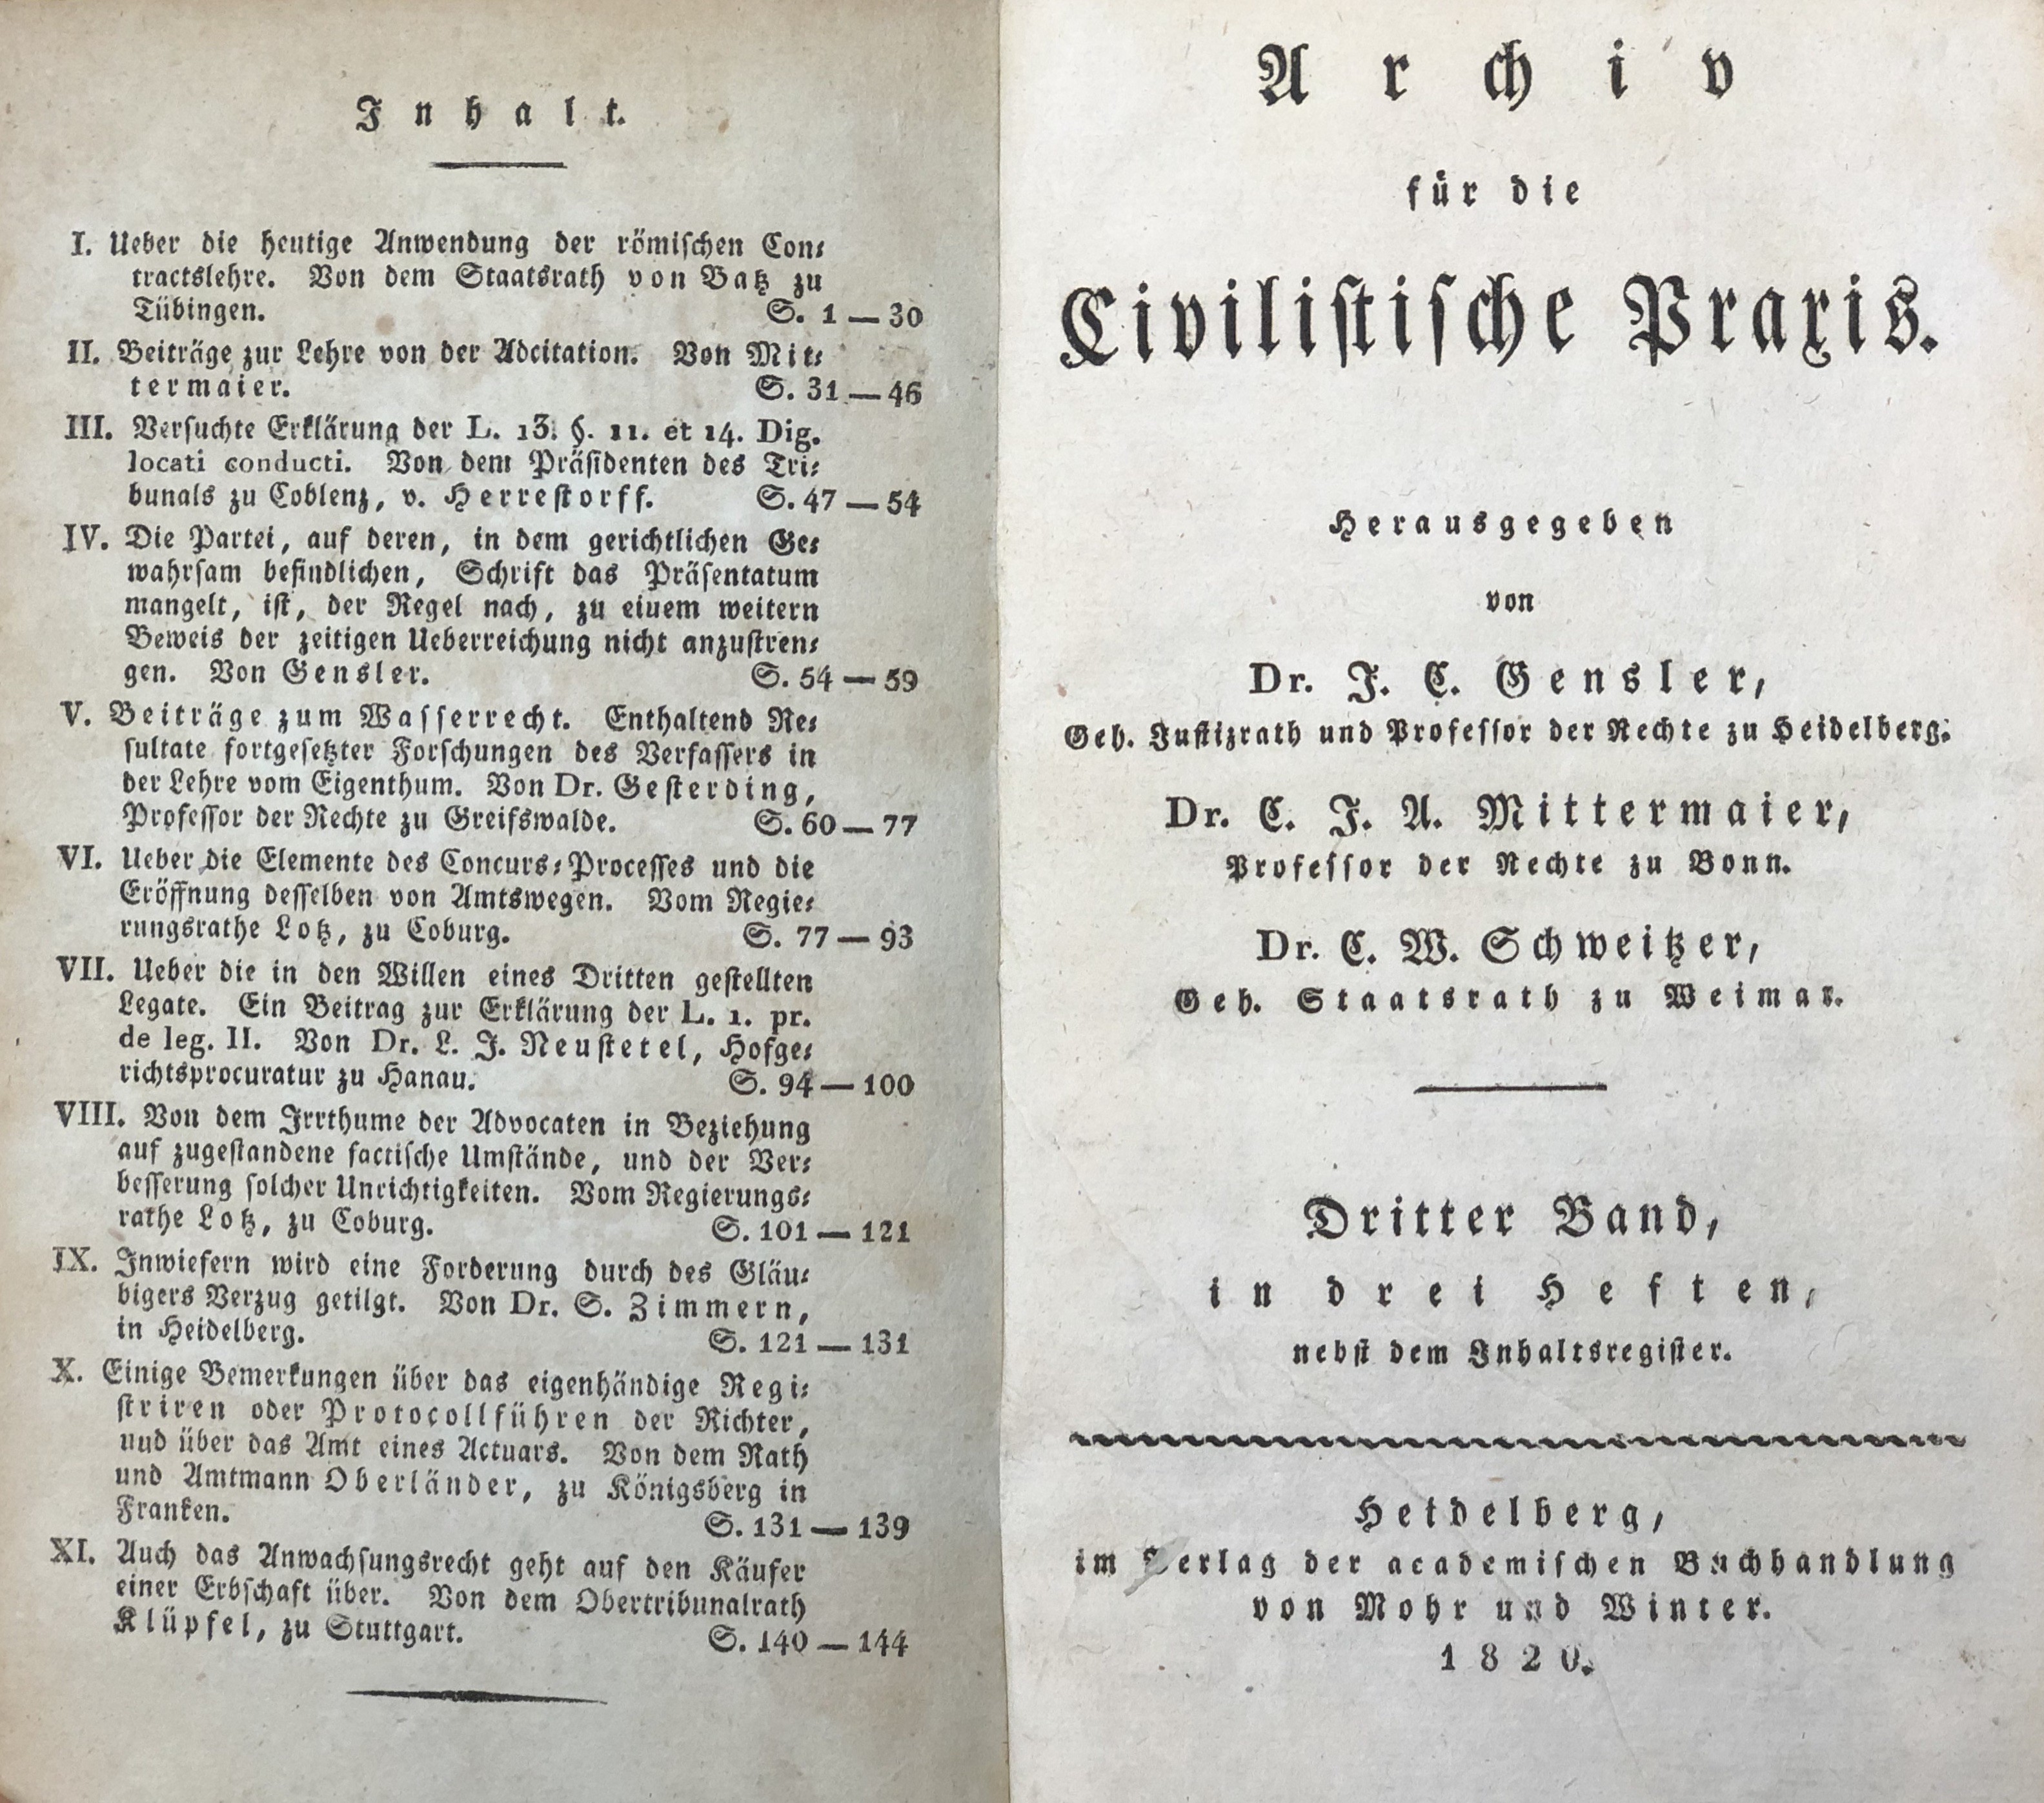 Inhalt.
I. Ueber die heutige Anwendung der römischen Con⸗
tractslehre. Von dem Staatsrath von Batz zu
Tübingen. S. 1 — 30
II. Beiträge zur Lehre von der Adcitation. Von Mit⸗
termaier. S. 31 — 46
III. Versuchte Erklärung der L. 13. §. 11. et 14. Dig.
locati conducti. Von dem Präsidenten des Tri⸗
bunals zu Coblenz, v. Herrestorff. S. 47 — 54
IV. Die Partei, auf deren, in dem gerichtlichen Ge⸗
wahrsam befindlichen, Schrift das Präsentatum
mangelt, ist, der Regel nach, zu eiuem weitern
Beweis der zeitigen Ueberreichung nicht anzustren⸗
gen. Von Gensler. S. 54 — 59
V. Beiträge zum Wasserrecht. Enthaltend Re⸗
sultate fortgesetzter Forschungen des Verfassers in
der Lehre vom Eigenthum. Von Dr. Gesterding,
Professor der Rechte zu Greifswalde. S. 60 — 77
VI. Ueber die Elemente des Concurs⸗Processes und die
Eröffnung desselben von Amtswegen. Vom Regie⸗
rungsrathe Lotz, zu Coburg. S. 77 — 93
VII. Ueber die in den Willen eines Dritten gestellten
Legate. Ein Beitrag zur Erklärung der L. 1. pr.
de leg. II. Von Dr. L. J. Neustetel, Hofge⸗
richtsprocuratur zu Hanau. S. 94 — 100
VIII. Von dem Irrthume der Advocaten in Beziehung
auf zugestandene factische Umstände, und der Ver⸗
besserung solcher Unrichtigkeiten. Vom Regierungs⸗
rathe Lotz, zu Coburg. S. 101 — 121
IX. Inwiefern wird eine Forderung durch des Gläu⸗
bigers Verzug getilgt. Von Dr. S. Zimmern,
in Heidelberg. S. 121 — 131
X. Einige Bemerkungen über das eigenhändige Regi⸗
striren oder Protocollführen der Richter,
uud über das Amt eines Actuars. Von dem Rath
und Amtmann Oberländer, zu Königsberg in
Franken. S. 131 — 139
XI. Auch das Anwachsungsrecht geht auf den Käufer
einer Erbschaft über. Von dem Obertribunalrath
Klüpfel, zu Stuttgart. S. 140 — 144
Archiv
für die
Civilistische Praxis.
Herausgegeben
von
Dr. J. C. Gensler,
Geh. Justizrath und Professor der Rechte zu Heidelberg.
Dr. C. J. A. Mittermaier,
Professor der Rechte zu Bonn.
Dr. C. W. Schweitzer,
Geh. Staatsrath zu Weimar.
Dritter Band,
in drei Heften,
nebst dem Inhaltsregister.
Heidelberg,
im Verlag der academischen Buchhandlung
von Mohr und Winter.
1820.